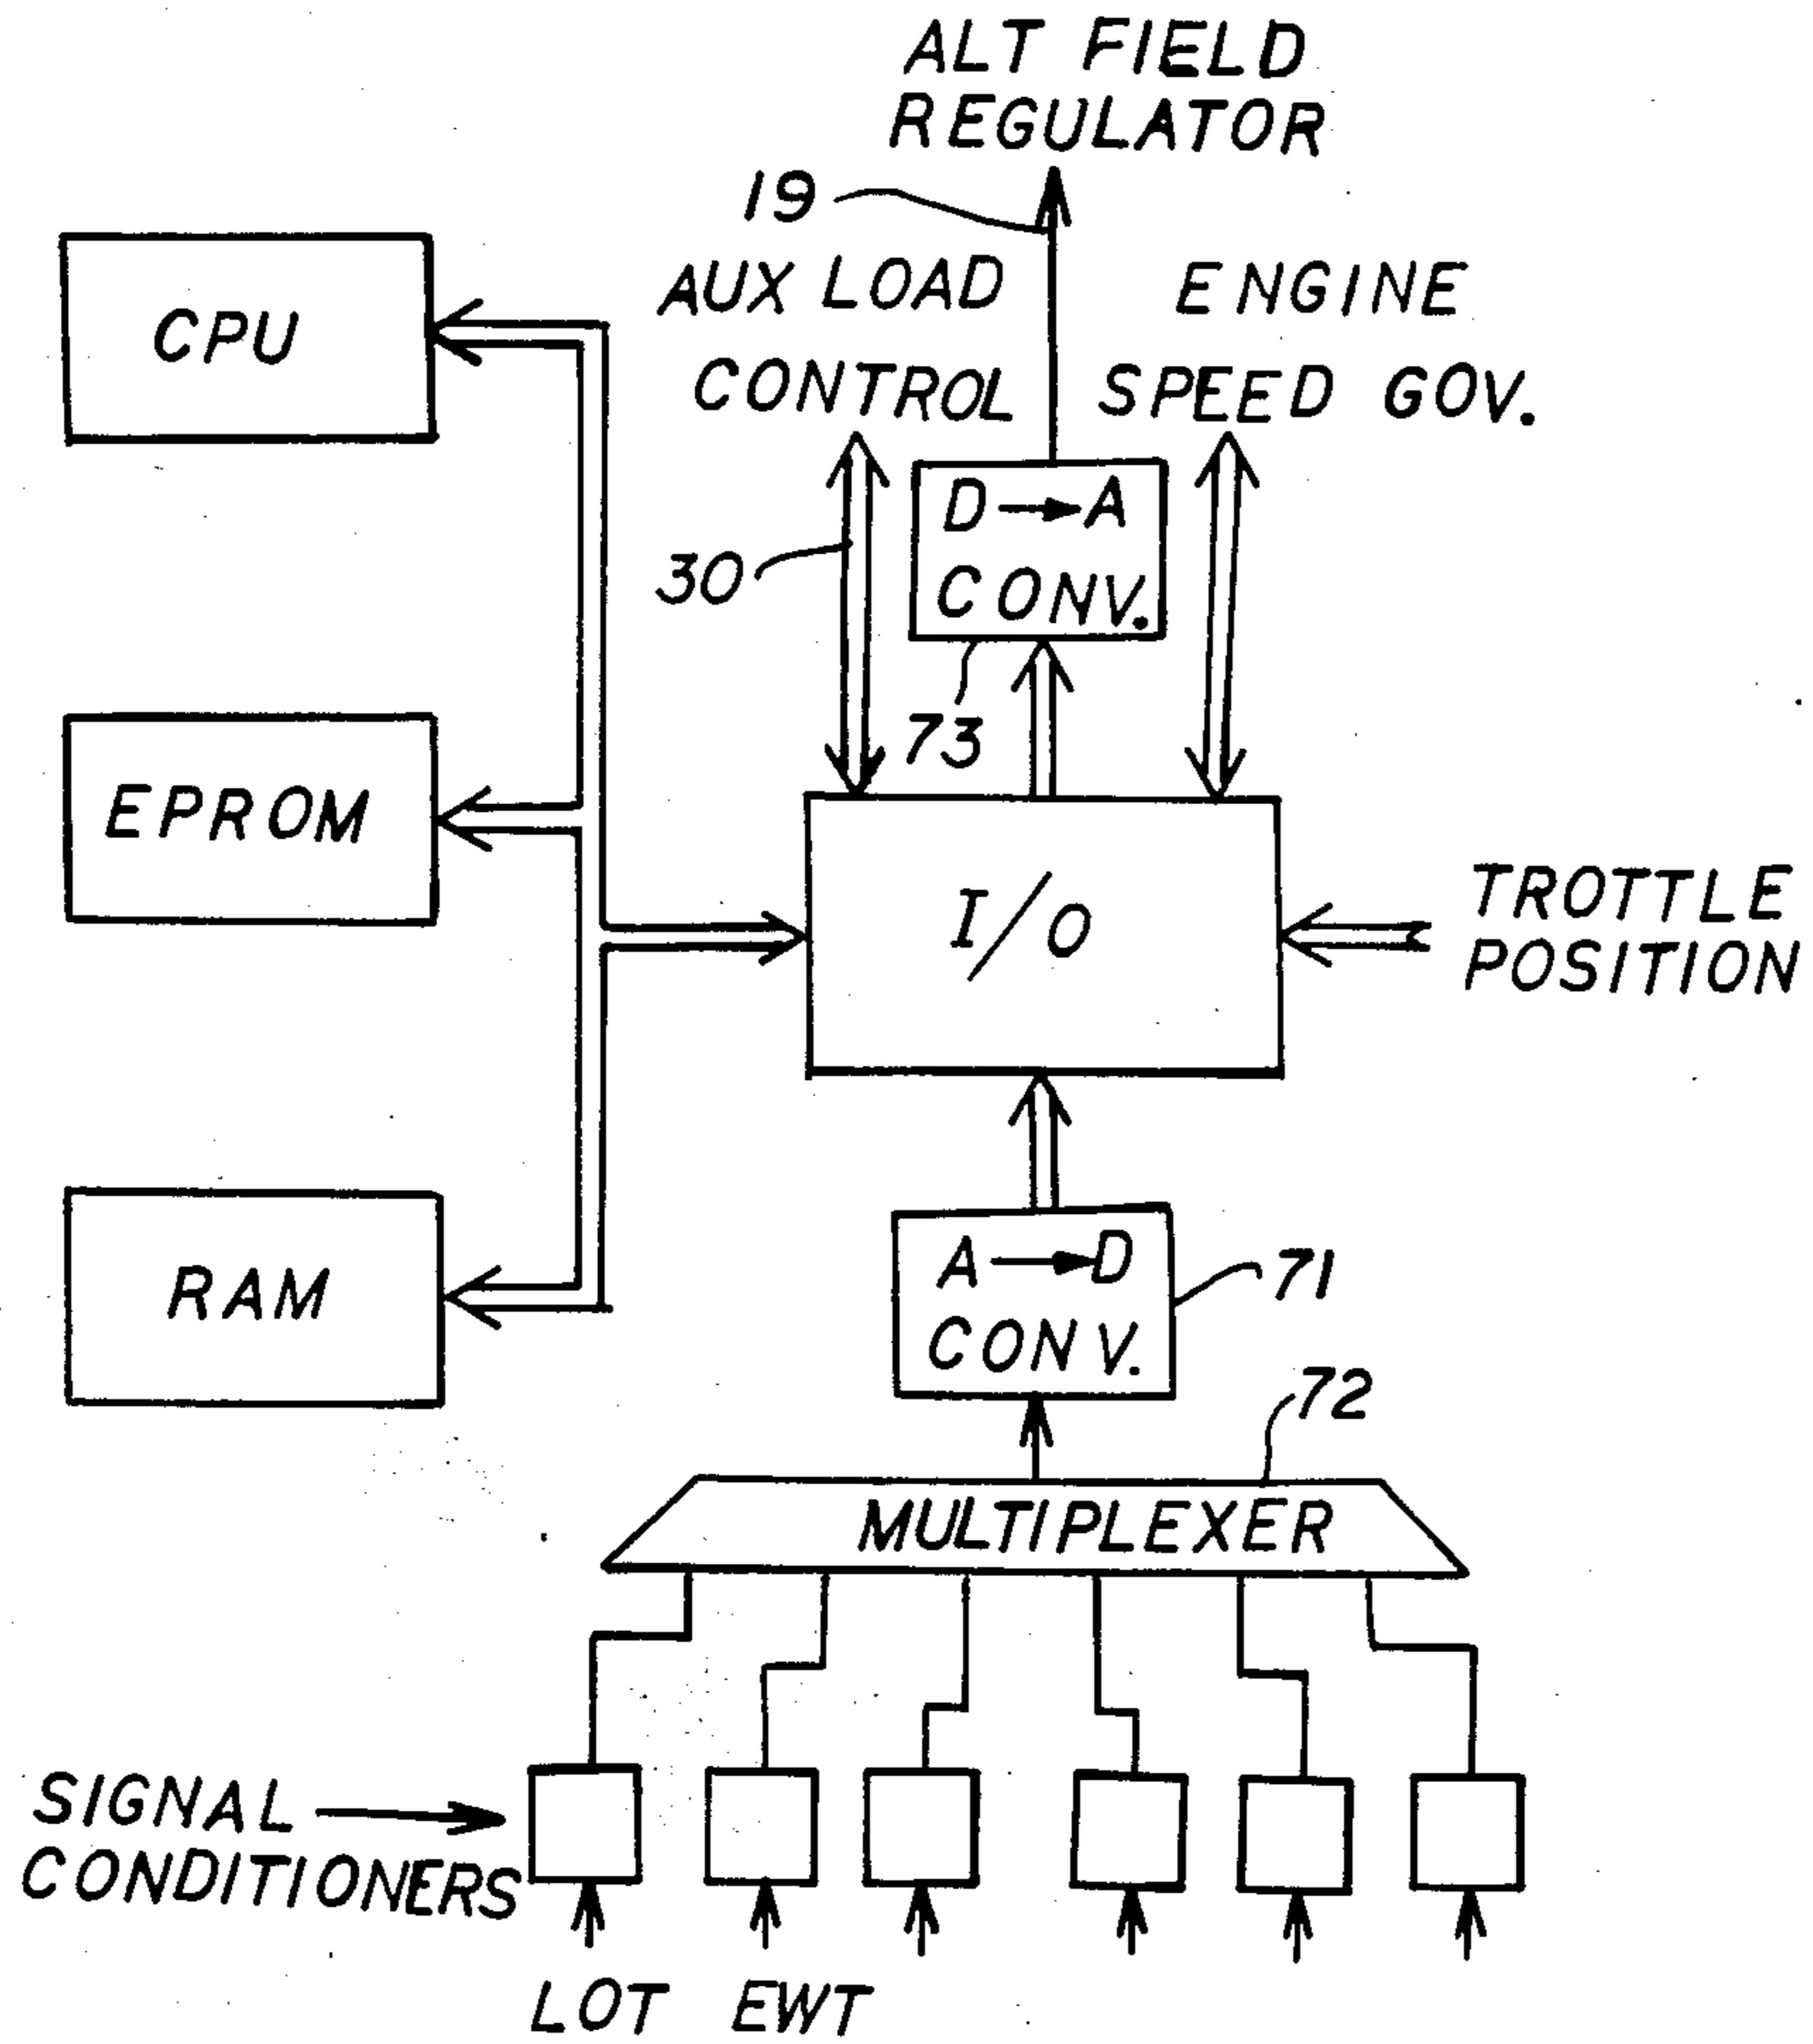 ALT FIELD
REGULATOR
19
AUX LOAD
CONTROL
ENGINE
SPEED GOV.
CPU
D → A
CONV.
30
73
EPROM
I/O
TROTTLE
POSITION
RAM
A → D
CONV.
71
72
MULTIPLEXER
SIGNAL
CONDITIONERS
LOT EWT